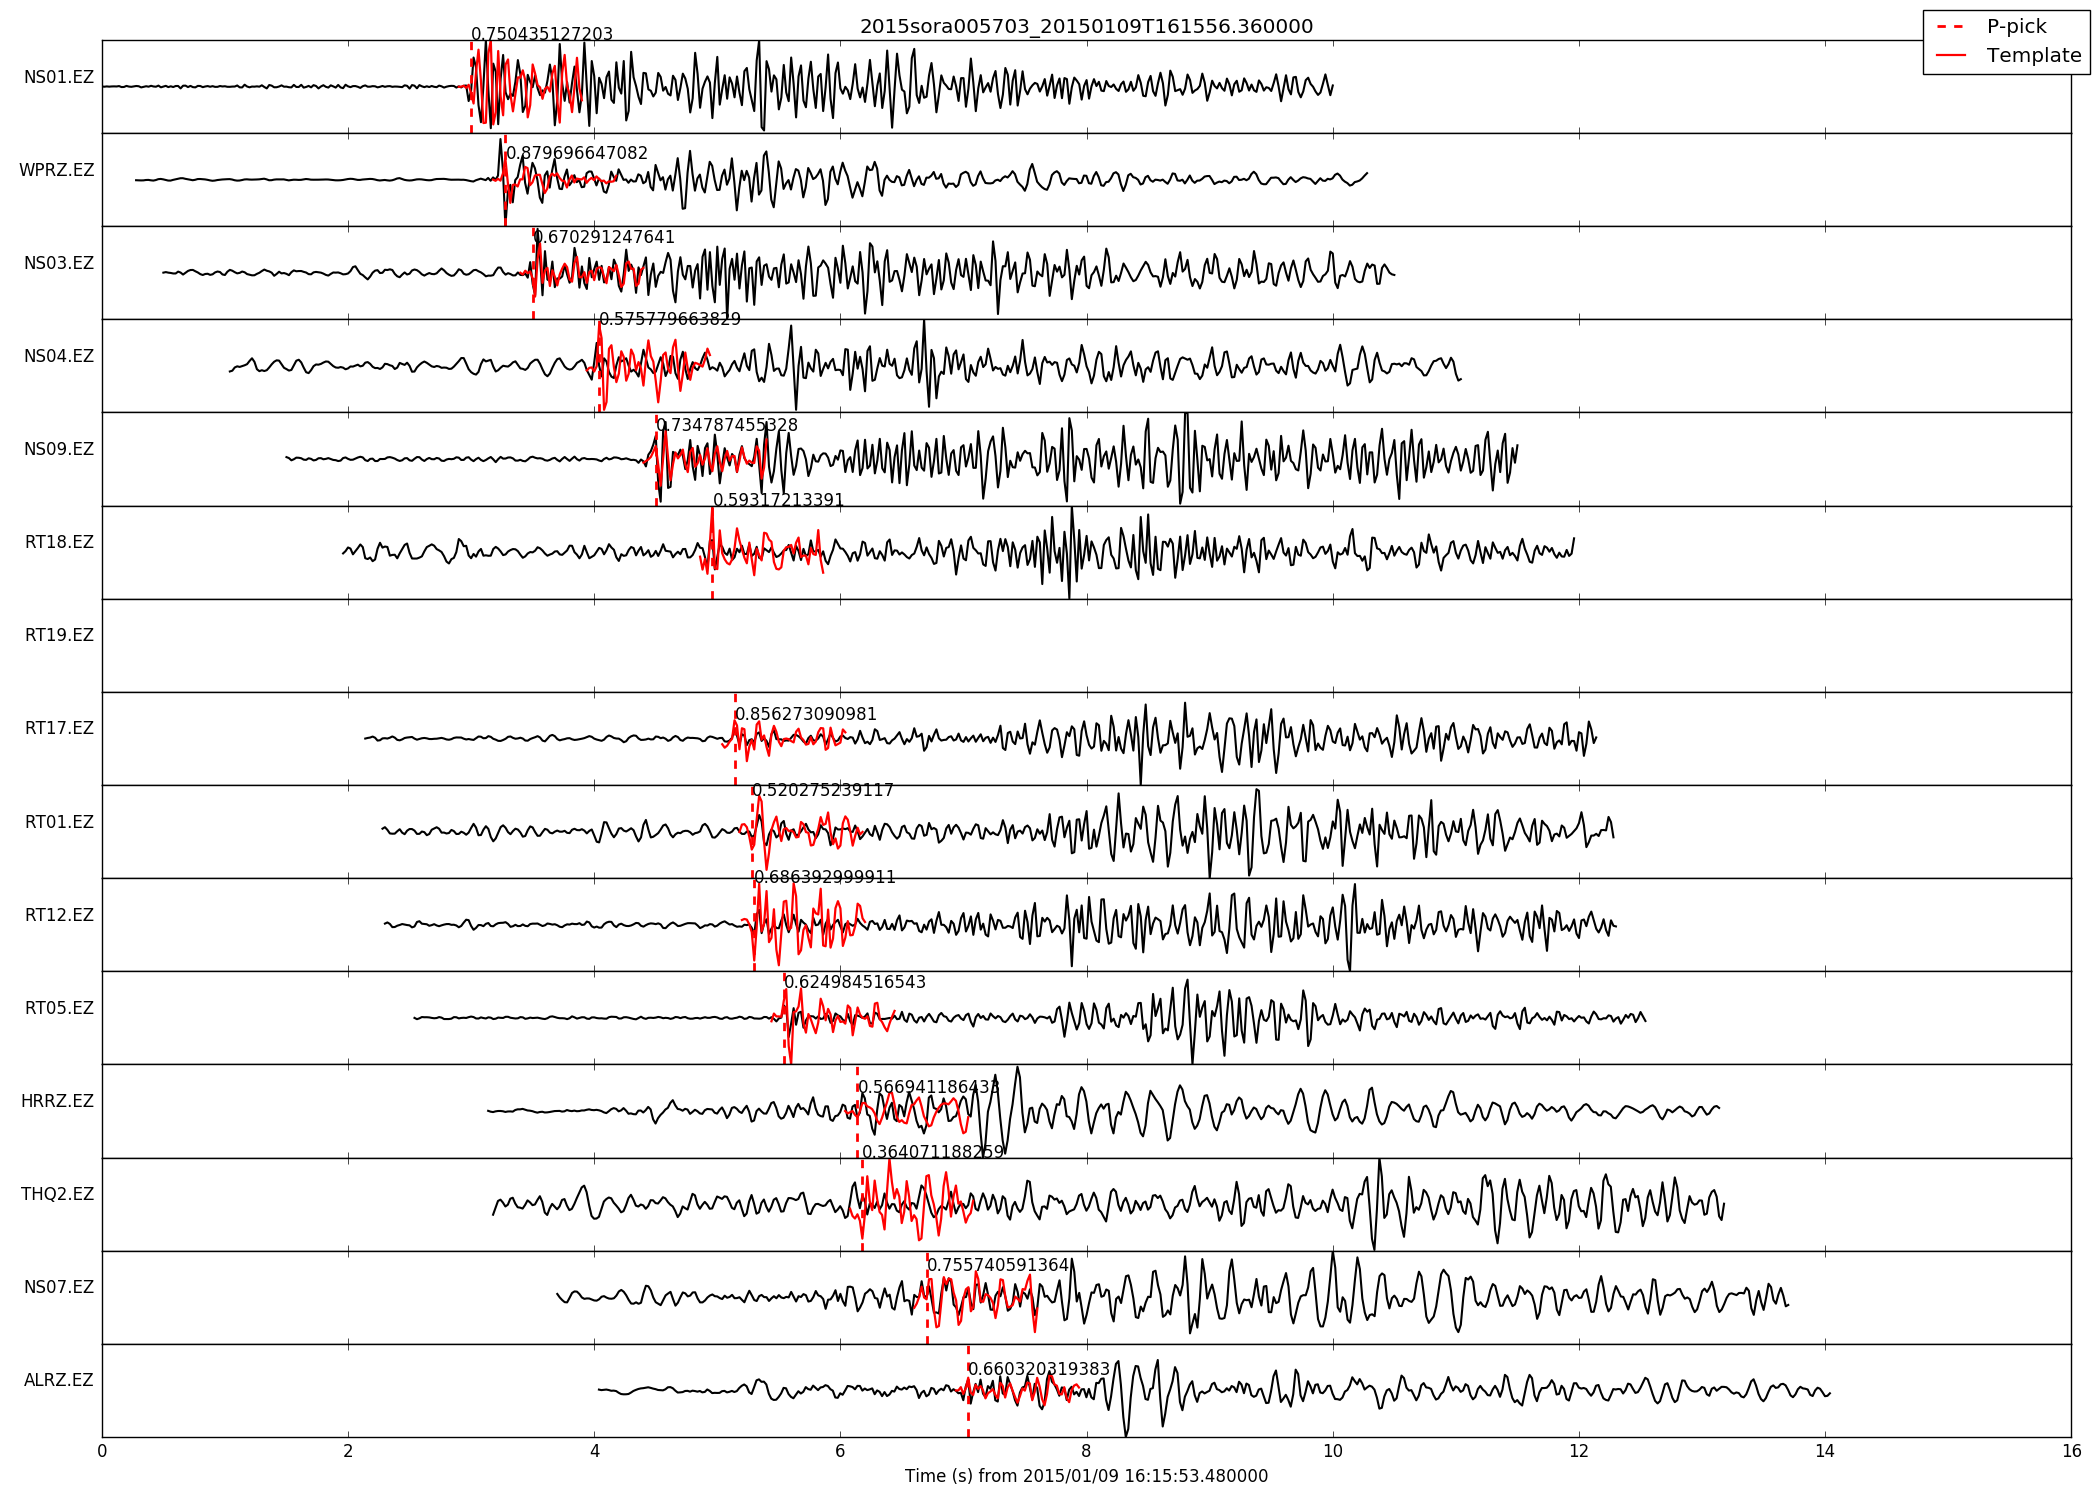 2015sora005703_20150109T161556.360000
P-pick
Template
0.750435127203
NS01.EZ
0.879696647082
WPRZ.EZ
0.670291247641
NS03.EZ
0.575779663829
NS04.EZ
0.734787455328
NS09.EZ
0.59317213391
RT18.EZ
RT19.EZ
0.856273090981
RT17.EZ
0.520275239117
RT01.EZ
0.686392999911
RT12.EZ
0.624984516543
RT05.EZ
0.566941186433
HRRZ.EZ
0.364071188259
THQ2.EZ
0.755740591364
NS07.EZ
0.660320319383
ALRZ.EZ
0 2 4 6 8 10 12 14 16
Time (s) from 2015/01/09 16:15:53.480000